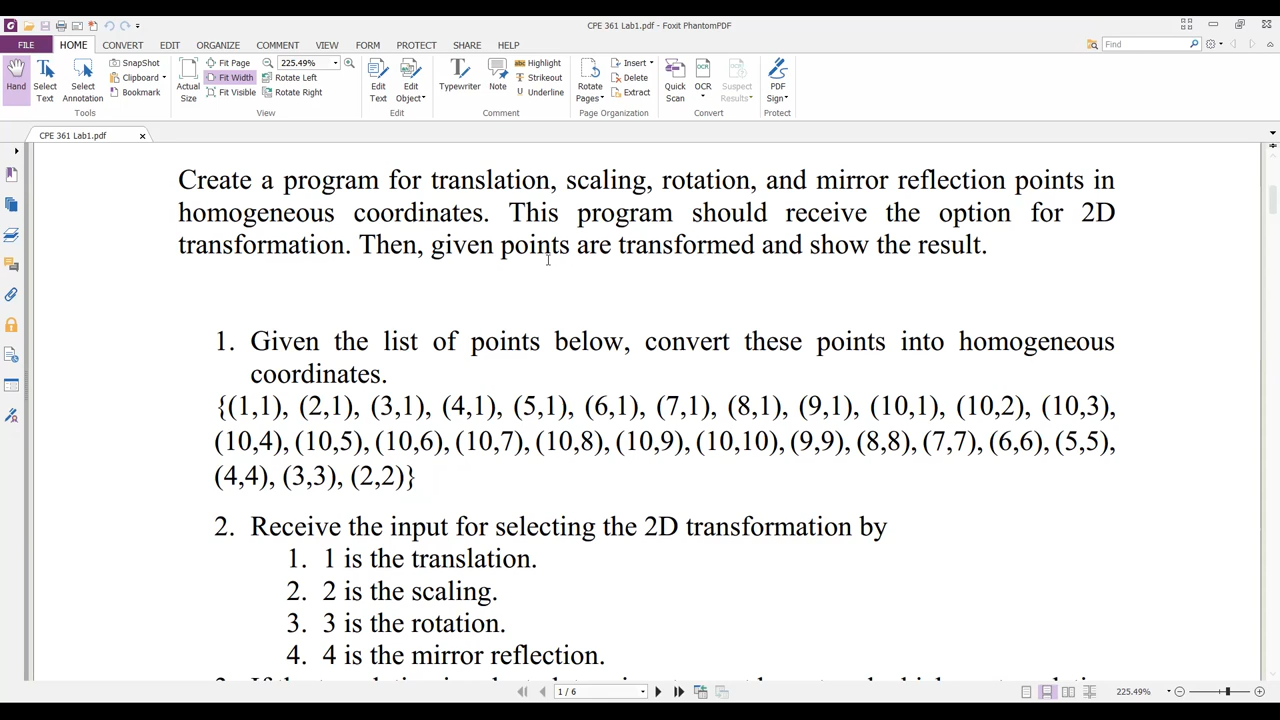 CPE 361 Lab1.pdf - Foxit PhantomPDF
FILE HOME CONVERT EDIT ORGANIZE COMMENT VIEW FORM PROTECT SHARE HELP Find
Hand Select Text Select Annotation SnapShot Clipboard Bookmark Actual Size Fit Page Fit Width Fit Visible 225.49% Rotate Left Rotate Right Edit Text Edit Object Typewriter Note Highlight Strikeout Underline Rotate Pages Insert Delete Extract Quick Scan OCR Suspect Results PDF Sign
Tools View Edit Comment Page Organization Convert Protect
CPE 361 Lab1.pdf
Create a program for translation, scaling, rotation, and mirror reflection points in
homogeneous coordinates. This program should receive the option for 2D
transformation. Then, given points are transformed and show the result.
1. Given the list of points below, convert these points into homogeneous
coordinates.
{(1,1), (2,1), (3,1), (4,1), (5,1), (6,1), (7,1), (8,1), (9,1), (10,1), (10,2), (10,3),
(10,4), (10,5), (10,6), (10,7), (10,8), (10,9), (10,10), (9,9), (8,8), (7,7), (6,6), (5,5),
(4,4), (3,3), (2,2)}
2. Receive the input for selecting the 2D transformation by
1. 1 is the translation.
2. 2 is the scaling.
3. 3 is the rotation.
4. 4 is the mirror reflection.
1 / 6 225.49%